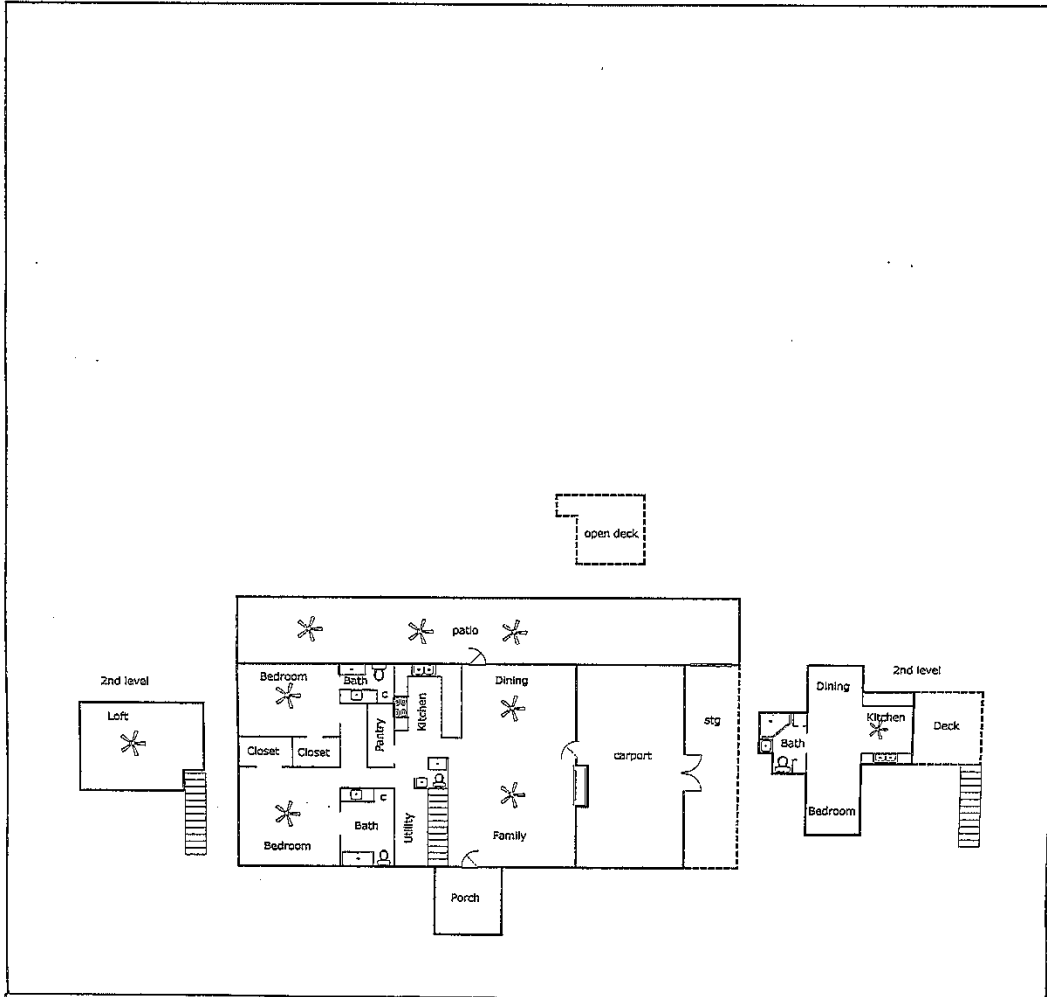 open deck
patio
2nd level
Loft
Bedroom
Bath
Kitchen
Dining
Pantry
Closet
Closet
carport
stg
Bedroom
Bath
Utility
Family
Porch
2nd level
Dining
Kitchen
Deck
Bath
Bedroom